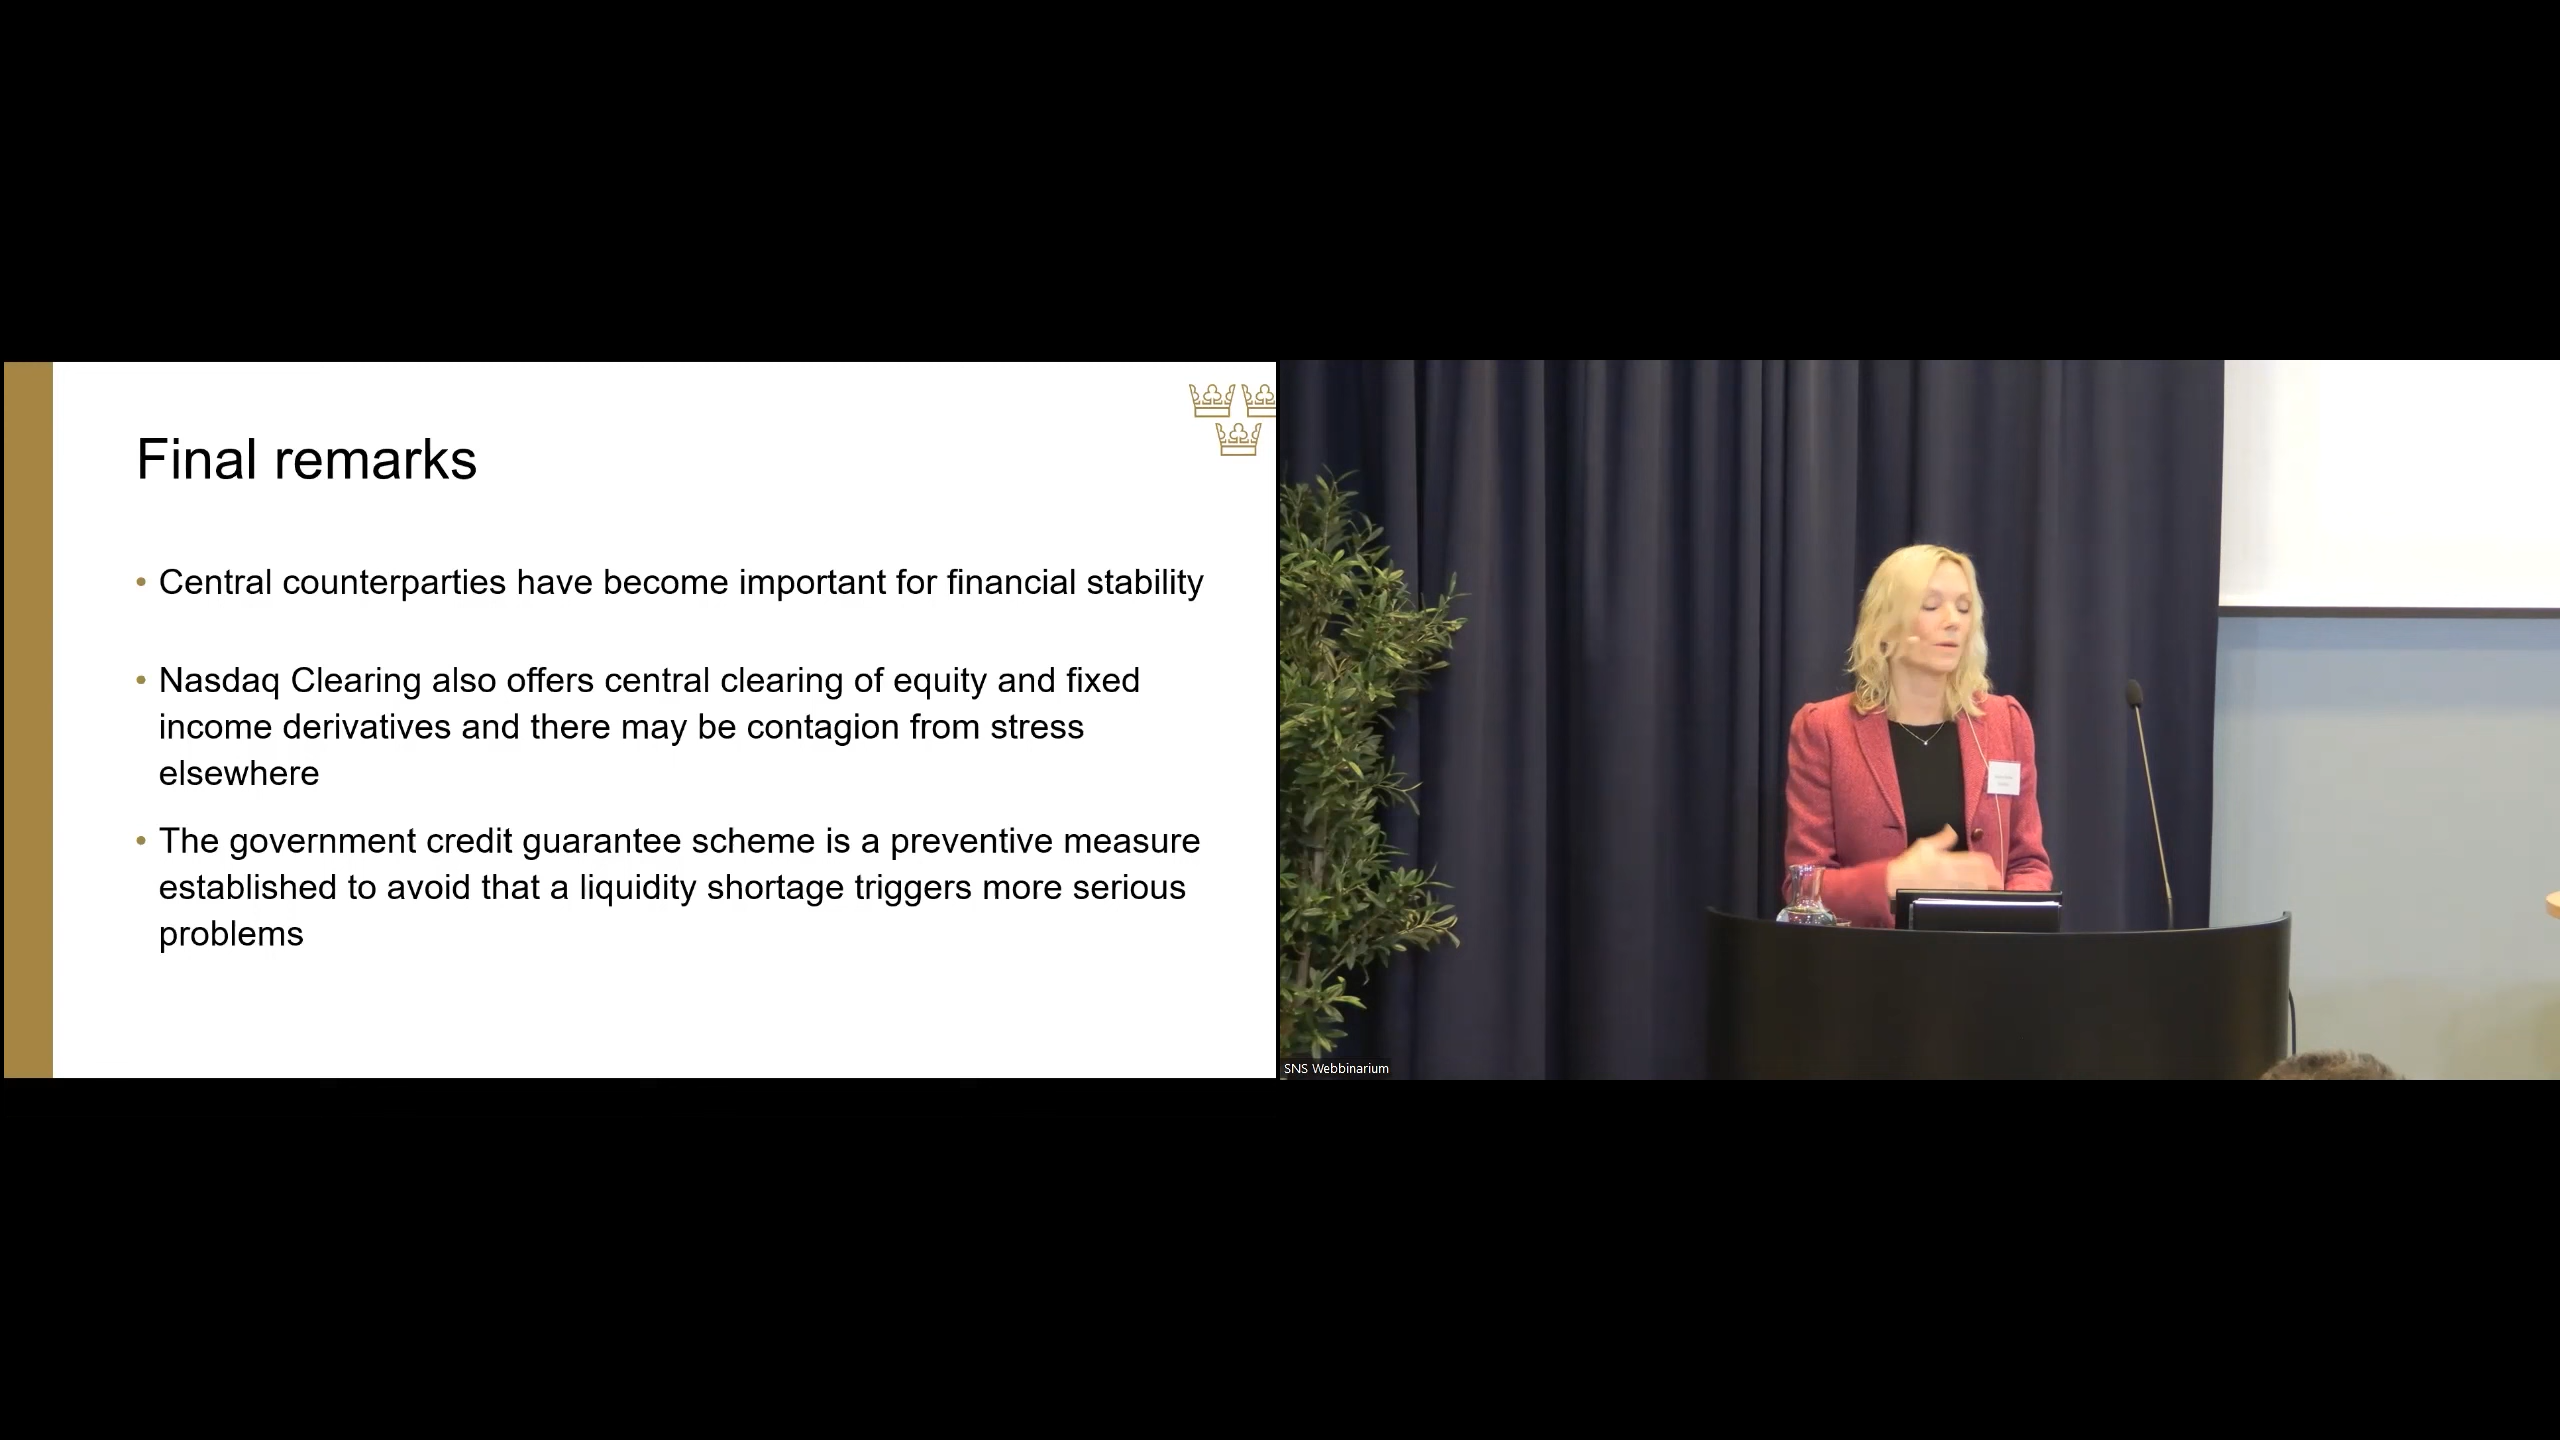 Final remarks
• Central counterparties have become important for financial stability
• Nasdaq Clearing also offers central clearing of equity and fixed
income derivatives and there may be contagion from stress
elsewhere
• The government credit guarantee scheme is a preventive measure
established to avoid that a liquidity shortage triggers more serious
problems
SNS Webbinarium